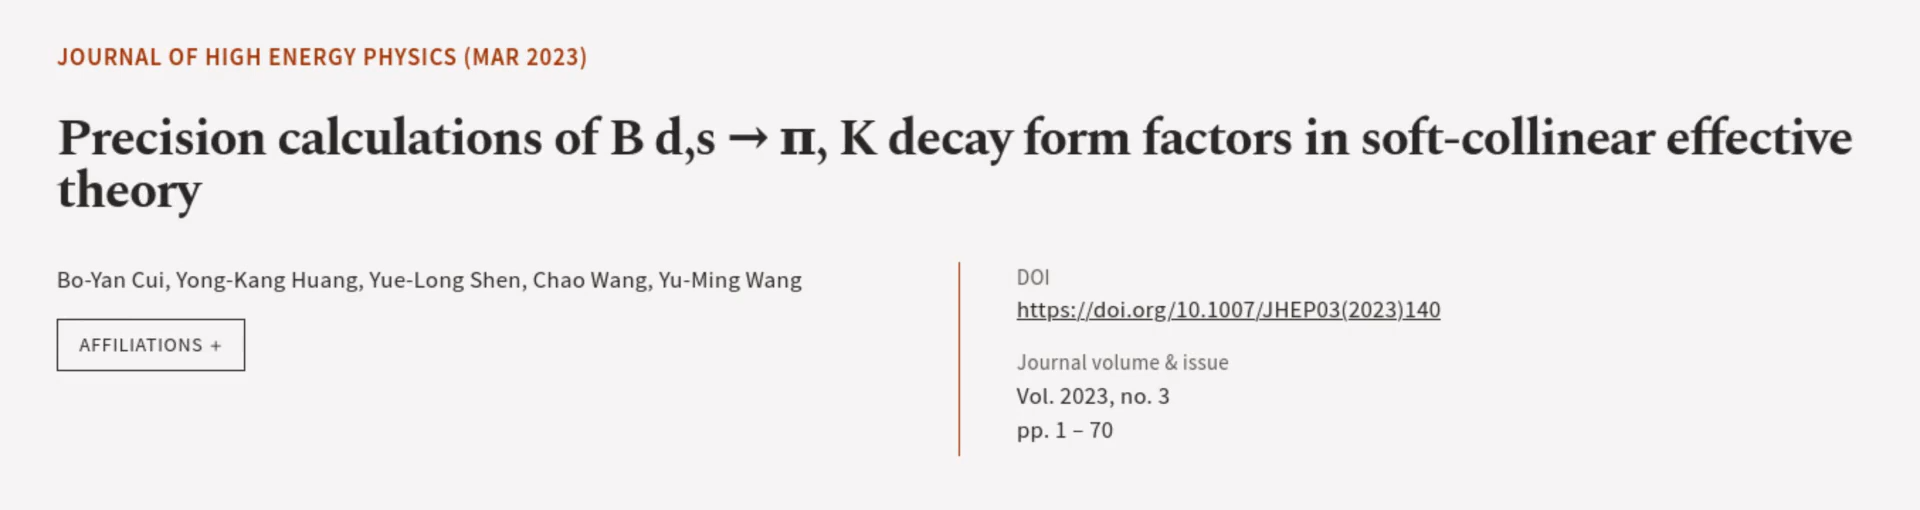 JOURNAL OF HIGH ENERGY PHYSICS (MAR 2023)
Precision calculations of B d,s → π, K decay form factors in soft-collinear effective
theory
Bo-Yan Cui, Yong-Kang Huang, Yue-Long Shen, Chao Wang, Yu-Ming Wang
AFFILIATIONS +
DOI
https://doi.org/10.1007/JHEP03(2023)140
Journal volume & issue
Vol. 2023, no. 3
pp. 1 – 70